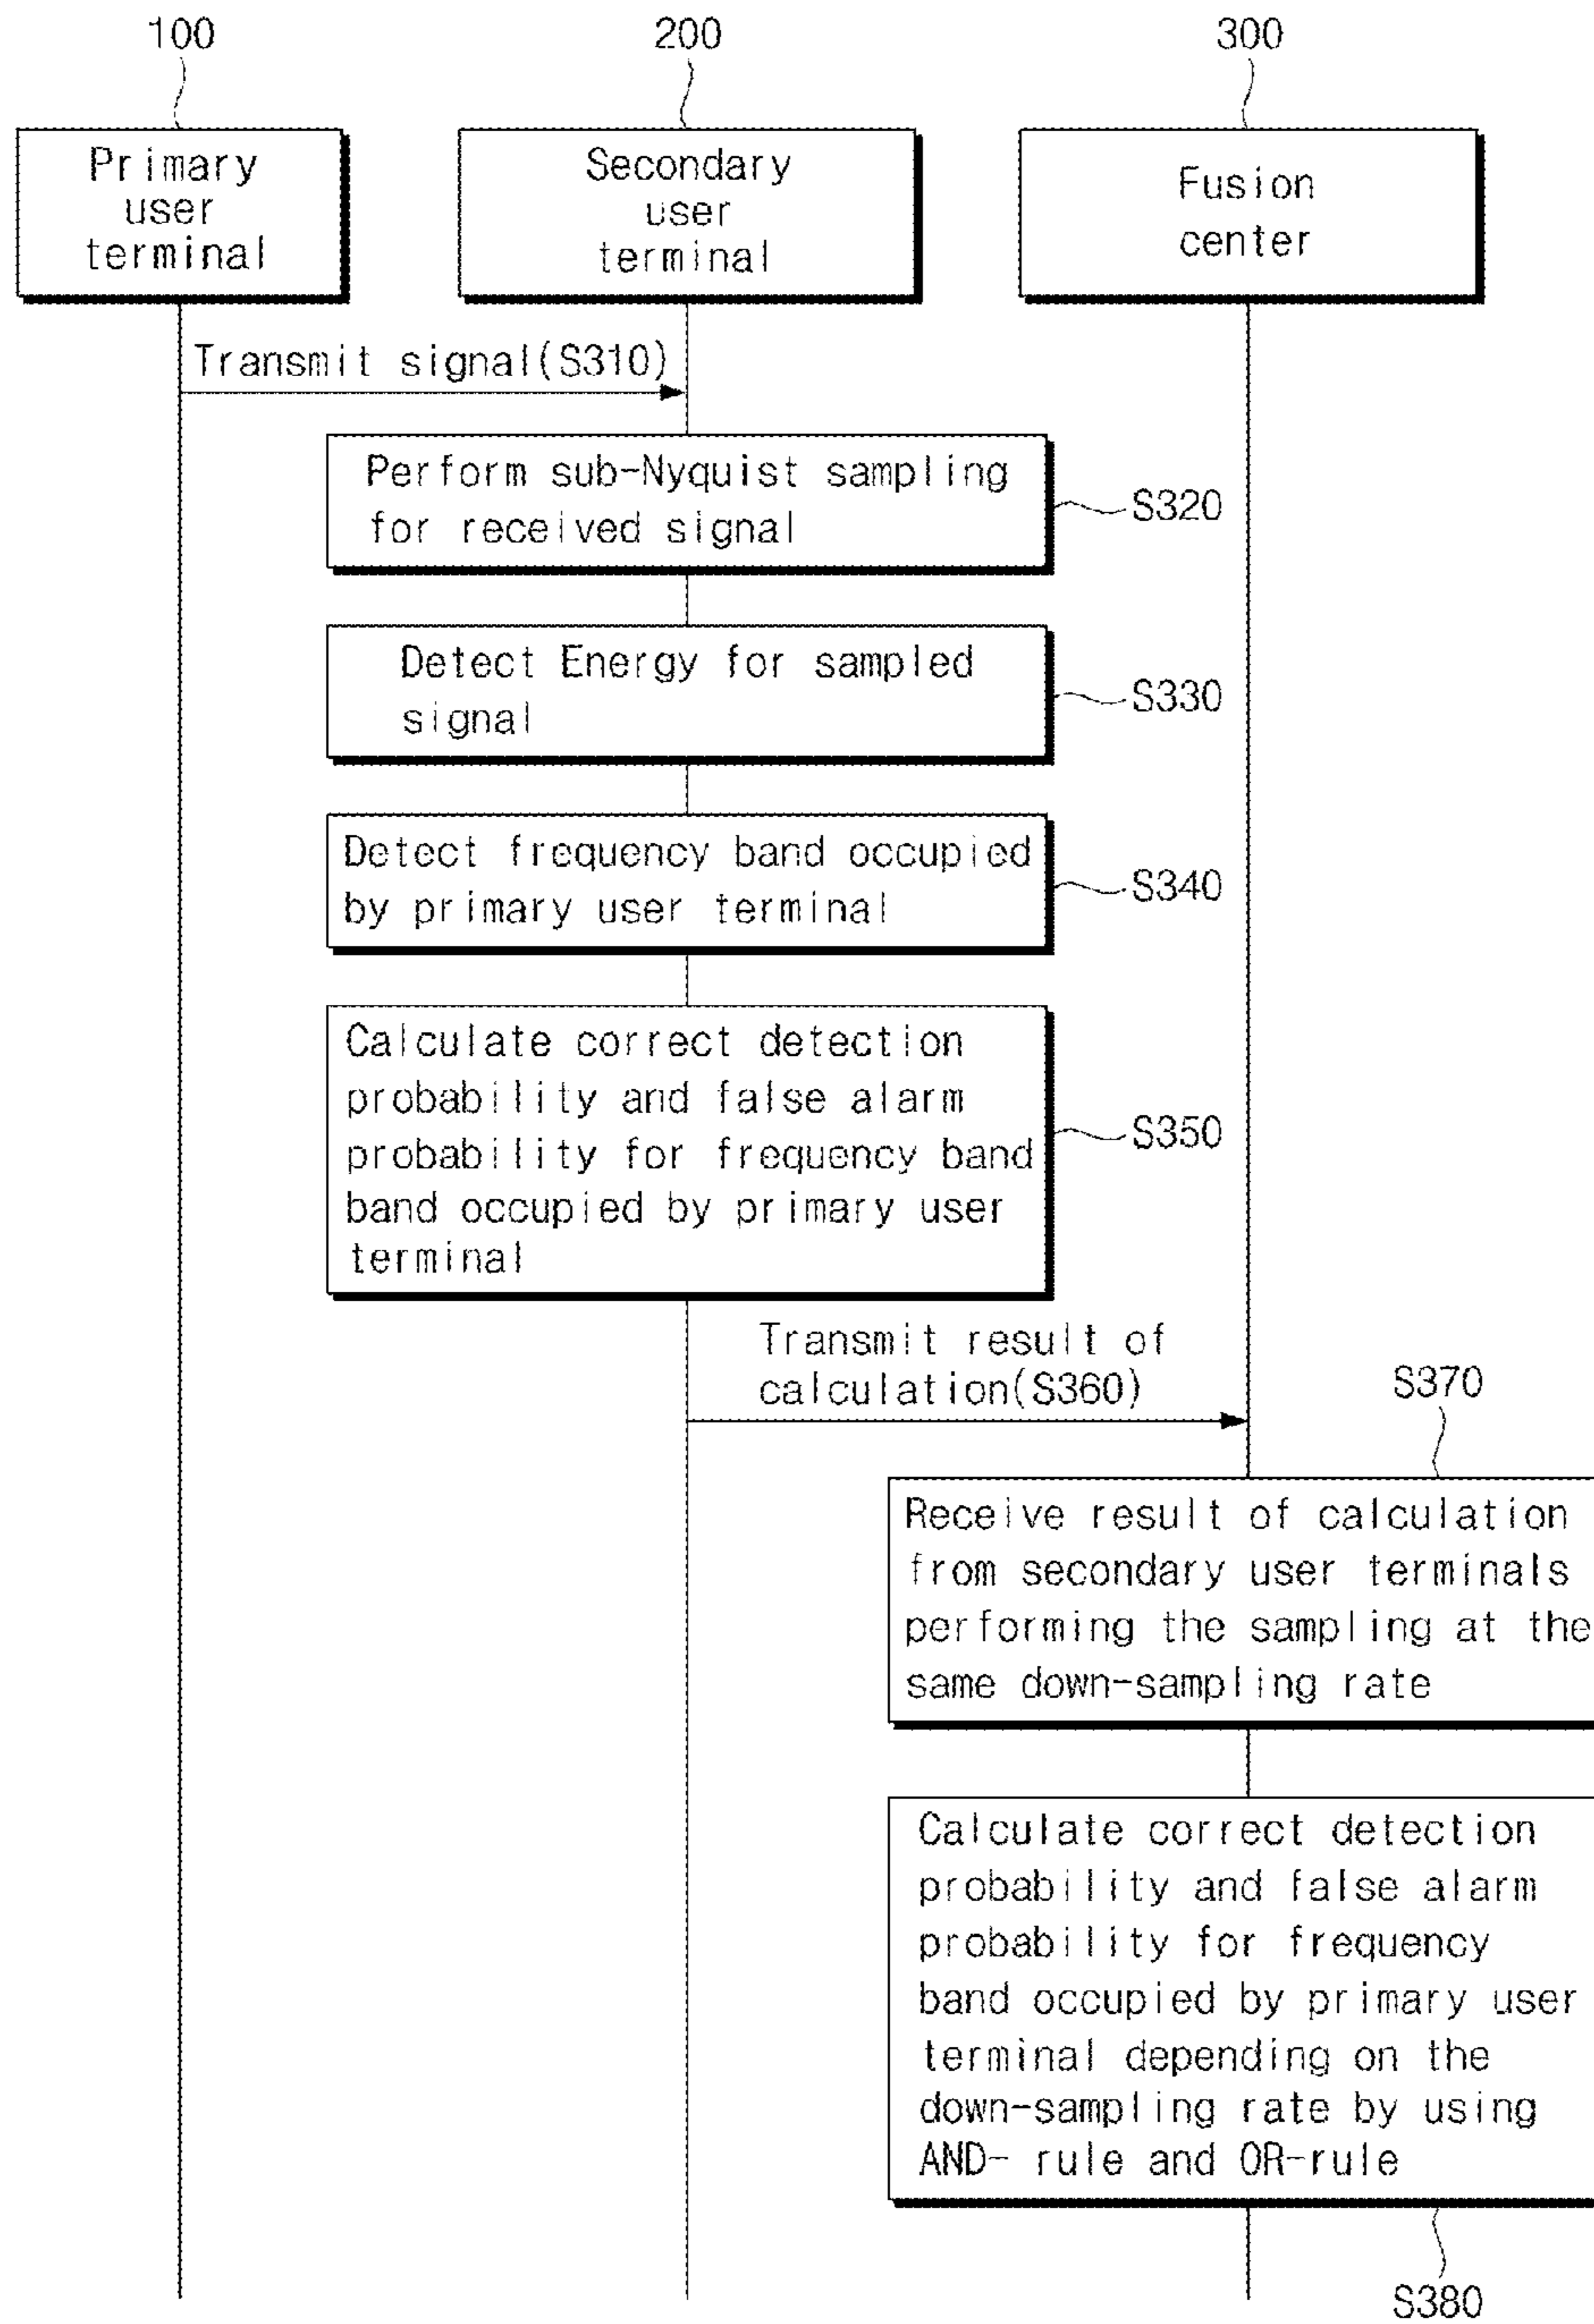 100
200
300
Primary
user
terminal
Secondary
user
terminal
Fusion
center
Transmit signal(S310)
Perform sub-Nyquist sampling
for received signal
S320
Detect Energy for sampled
signal
S330
Detect frequency band occupied
by primary user terminal
S340
Calculate correct detection
probability and false alarm
probability for frequency band
band occupied by primary user
terminal
S350
Transmit result of
calculation(S360)
S370
Receive result of calculation
from secondary user terminals
performing the sampling at the
same down-sampling rate
Calculate correct detection
probability and false alarm
probability for frequency
band occupied by primary user
terminal depending on the
down-sampling rate by using
AND- rule and OR-rule
S380